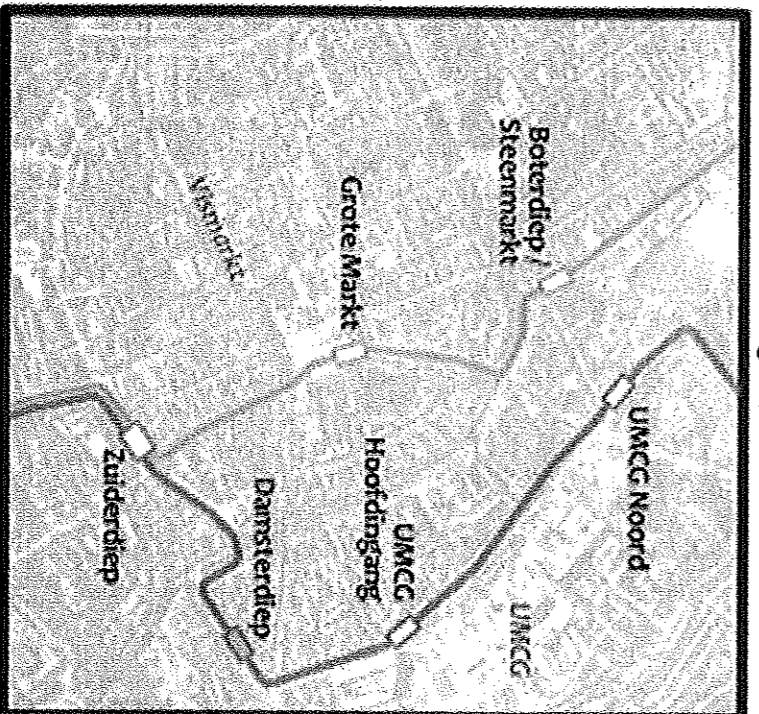 UMCG Noord
Boterdiep /
Steenmarkt
UMCG
UMCG
Hoofdingang
Grote Markt
Damsterdiep
Vismarkt
Zuiderdiep